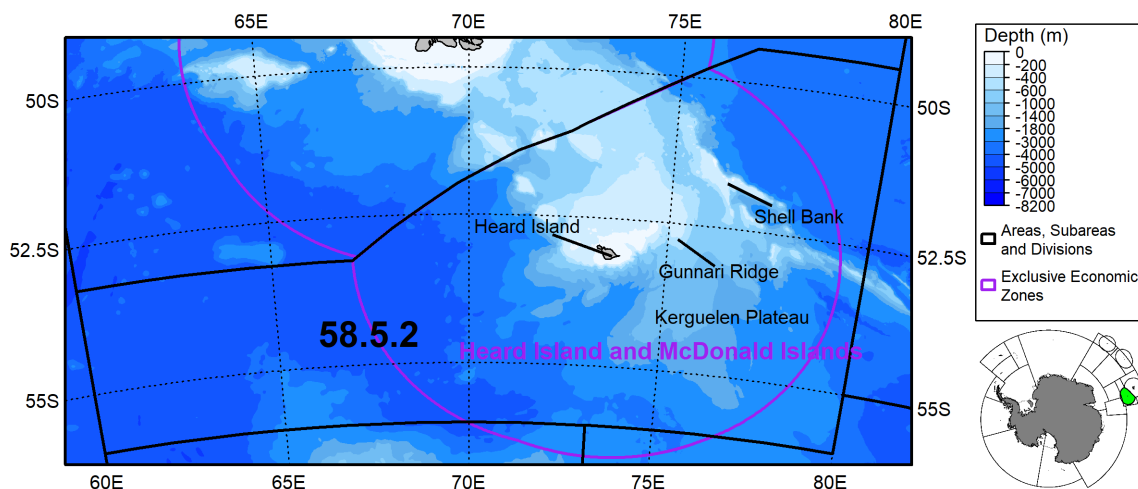 65E
70E
75E
80E
50S
52.5S
55S
50S
52.5S
55S
60E
65E
70E
75E
80E
Heard Island
Shell Bank
Gunnari Ridge
Kerguelen Plateau
58.5.2
Heard Island and McDonald Islands
Depth (m)
0
-200
-400
-600
-1000
-1400
-1800
-3000
-4000
-5000
-6000
-7000
-8200
Areas, Subareas
and Divisions
Exclusive Economic
Zones